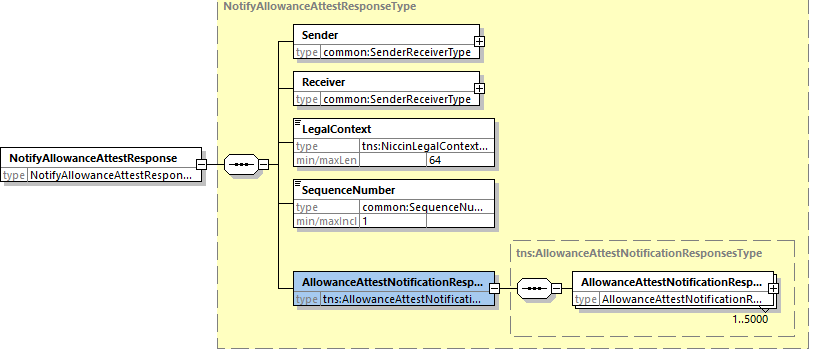 NotifyAllowanceAttestResponseType
Sender
type common:SenderReceiverType
Receiver
type common:SenderReceiverType
LegalContext
type tns:NiccinLegalContext...
min/maxLen 64
NotifyAllowanceAttestResponse
type NotifyAllowanceAttestRespon...
SequenceNumber
type common:SequenceNu...
min/maxIncl 1
tns:AllowanceAttestNotificationResponsesType
AllowanceAttestNotificationResp...
type tns:AllowanceAttestNotificati...
AllowanceAttestNotificationResp...
type AllowanceAttestNotificationR...
1..5000